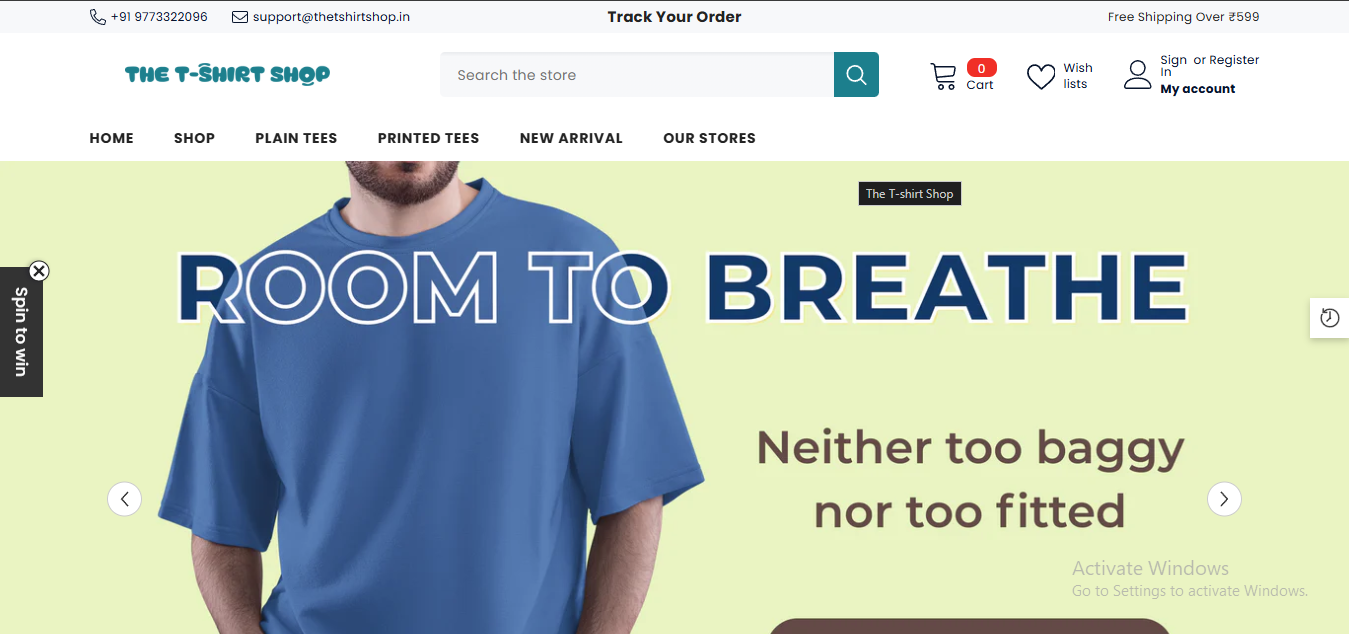 +91 9773322096
support@thetshirtshop.in
Track Your Order
Free Shipping Over ₹599
THE T-SHIRT SHOP
Search the store
0
Cart
Wish
lists
Sign or Register
In
My account
HOME
SHOP
PLAIN TEES
PRINTED TEES
NEW ARRIVAL
OUR STORES
The T-shirt Shop
ROOM TO BREATHE
Spin to win
Neither too baggy
nor too fitted
Activate Windows
Go to Settings to activate Windows.